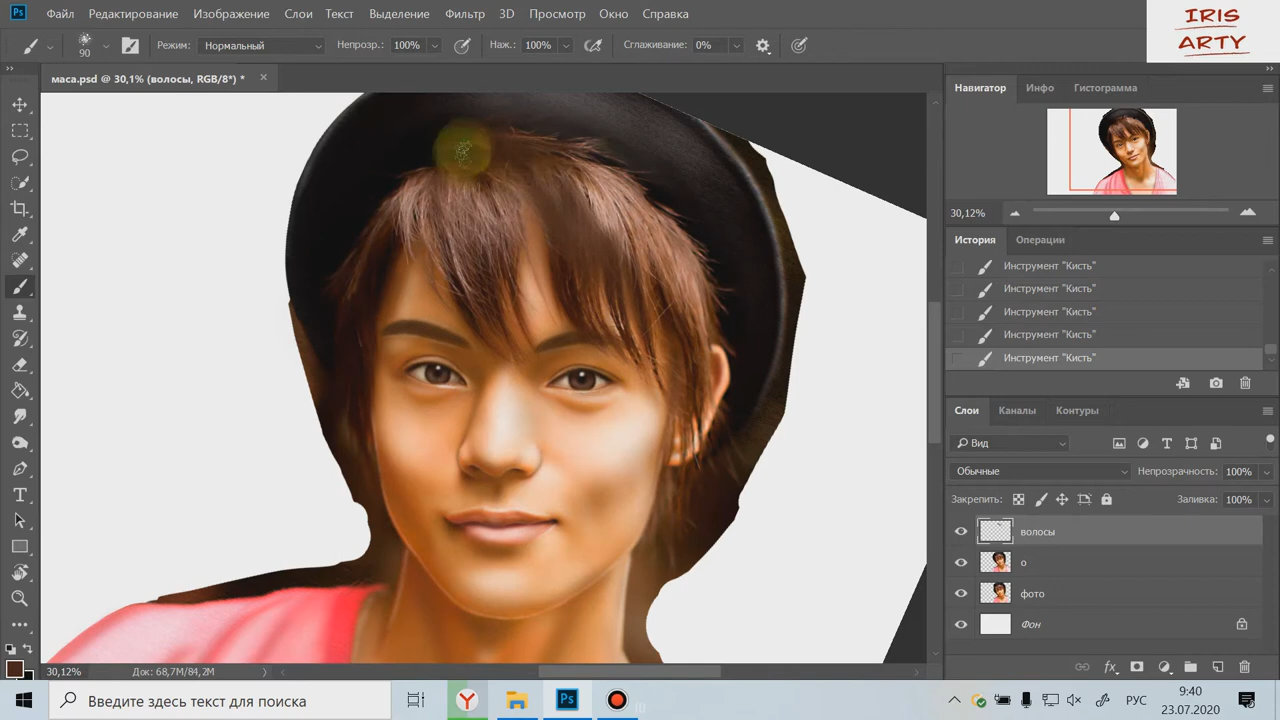 Файл Редактирование Изображение Слои Текст Выделение Фильтр 3D Просмотр Окно Справка
IRIS
ARTY
90 Режим: Нормальный Непрозр.: 100% Наж.: 100% Сглаживание: 0%
маса.psd @ 30,1% (волосы, RGB/8*) *
Навигатор Инфо Гистограмма
30,12%
История Операции
Инструмент "Кисть"
Инструмент "Кисть"
Инструмент "Кисть"
Инструмент "Кисть"
Инструмент "Кисть"
Слои Каналы Контуры
Вид
Обычные Непрозрачность: 100%
Закрепить: Заливка: 100%
волосы
о
фото
Фон
30,12% Док: 68,7M/84,2M
Введите здесь текст для поиска
РУС
9:40
23.07.2020